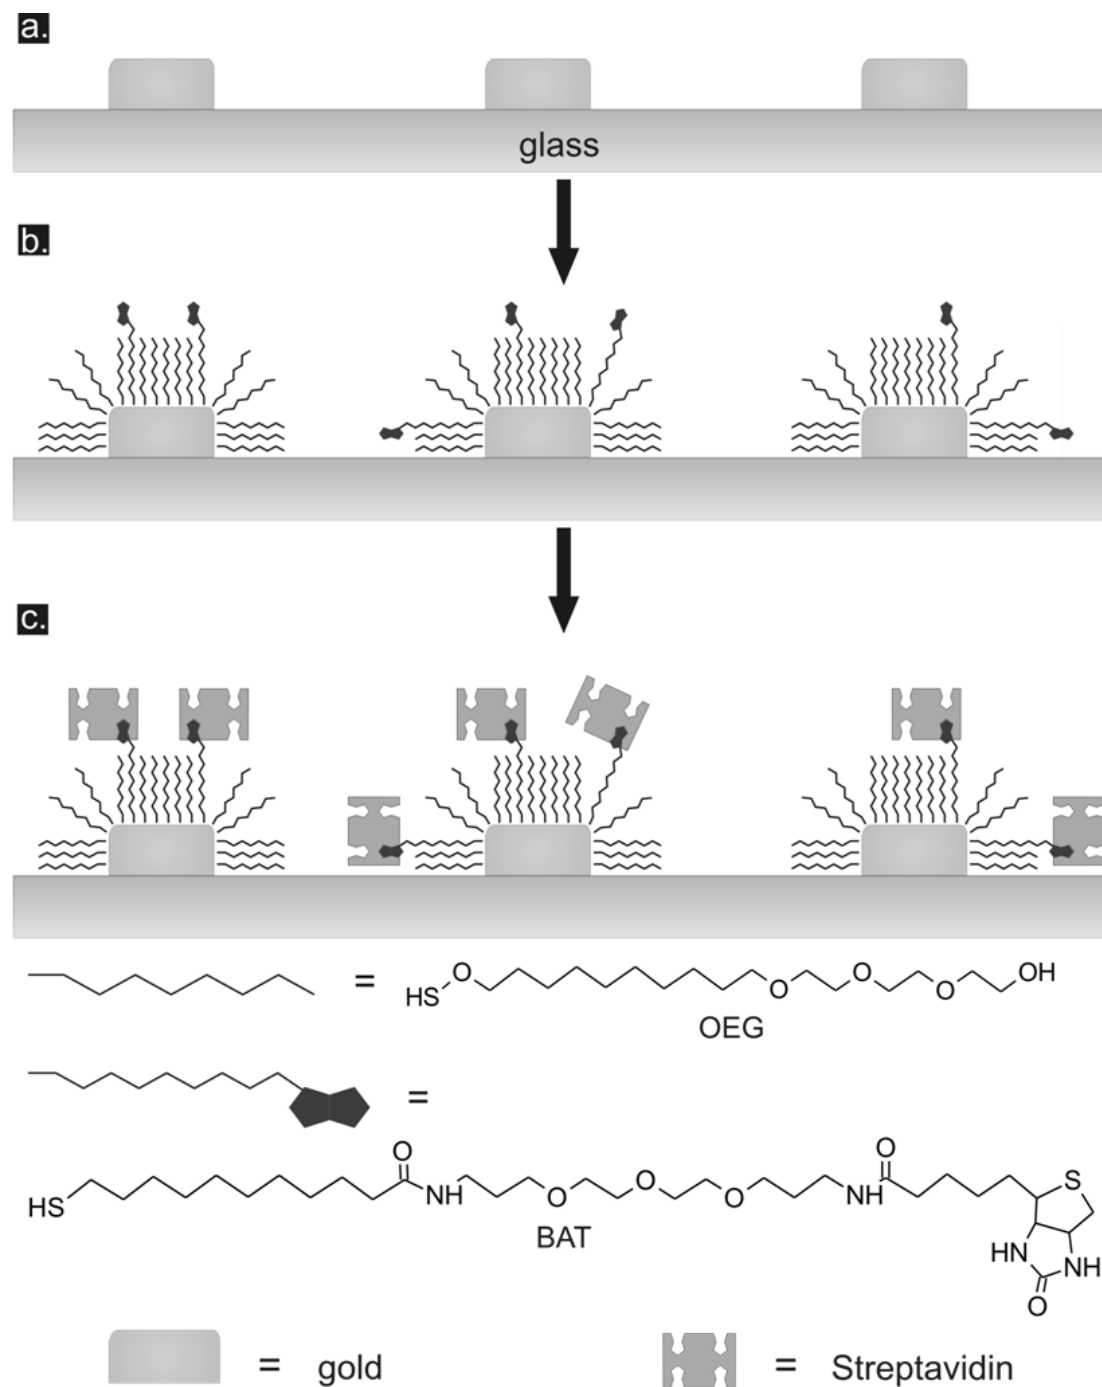 a.
glass
b.
c.
= HS O O O O OH
OEG
=
HS O NH O O O NH O S HN NH O
BAT
= gold = Streptavidin